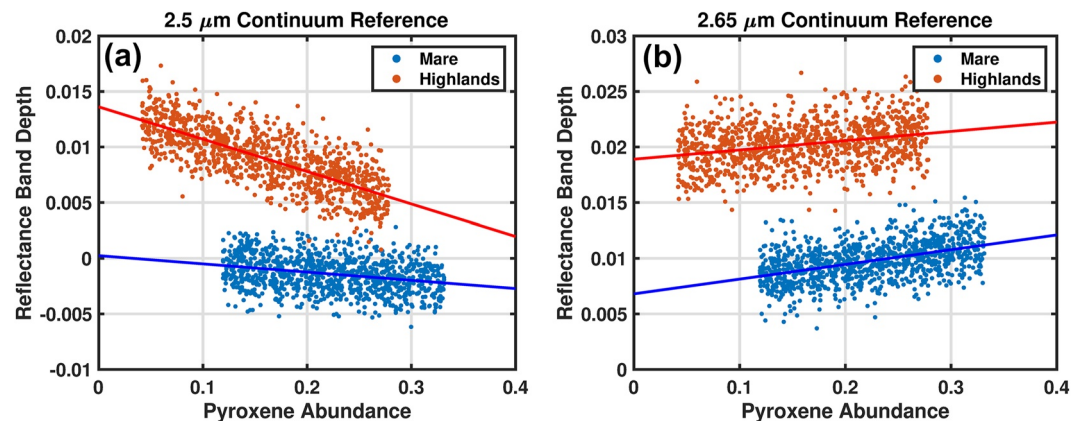 2.5 μm Continuum Reference
(a)
Mare
Highlands
Reflectance Band Depth
0.02
0.015
0.01
0.005
0
-0.005
-0.01
0 0.1 0.2 0.3 0.4
Pyroxene Abundance
2.65 μm Continuum Reference
(b)
Mare
Highlands
Reflectance Band Depth
0.03
0.025
0.02
0.015
0.01
0.005
0
0 0.1 0.2 0.3 0.4
Pyroxene Abundance